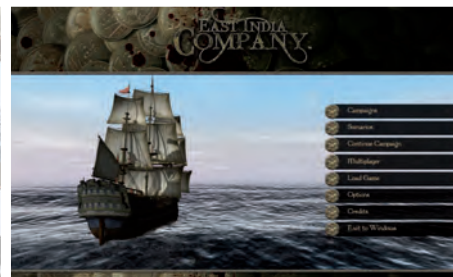 EAST INDIA
COMPANY.
Campaign
Scenarios
Continue Campaign
Multiplayer
Load Game
Options
Credits
Exit to Windows